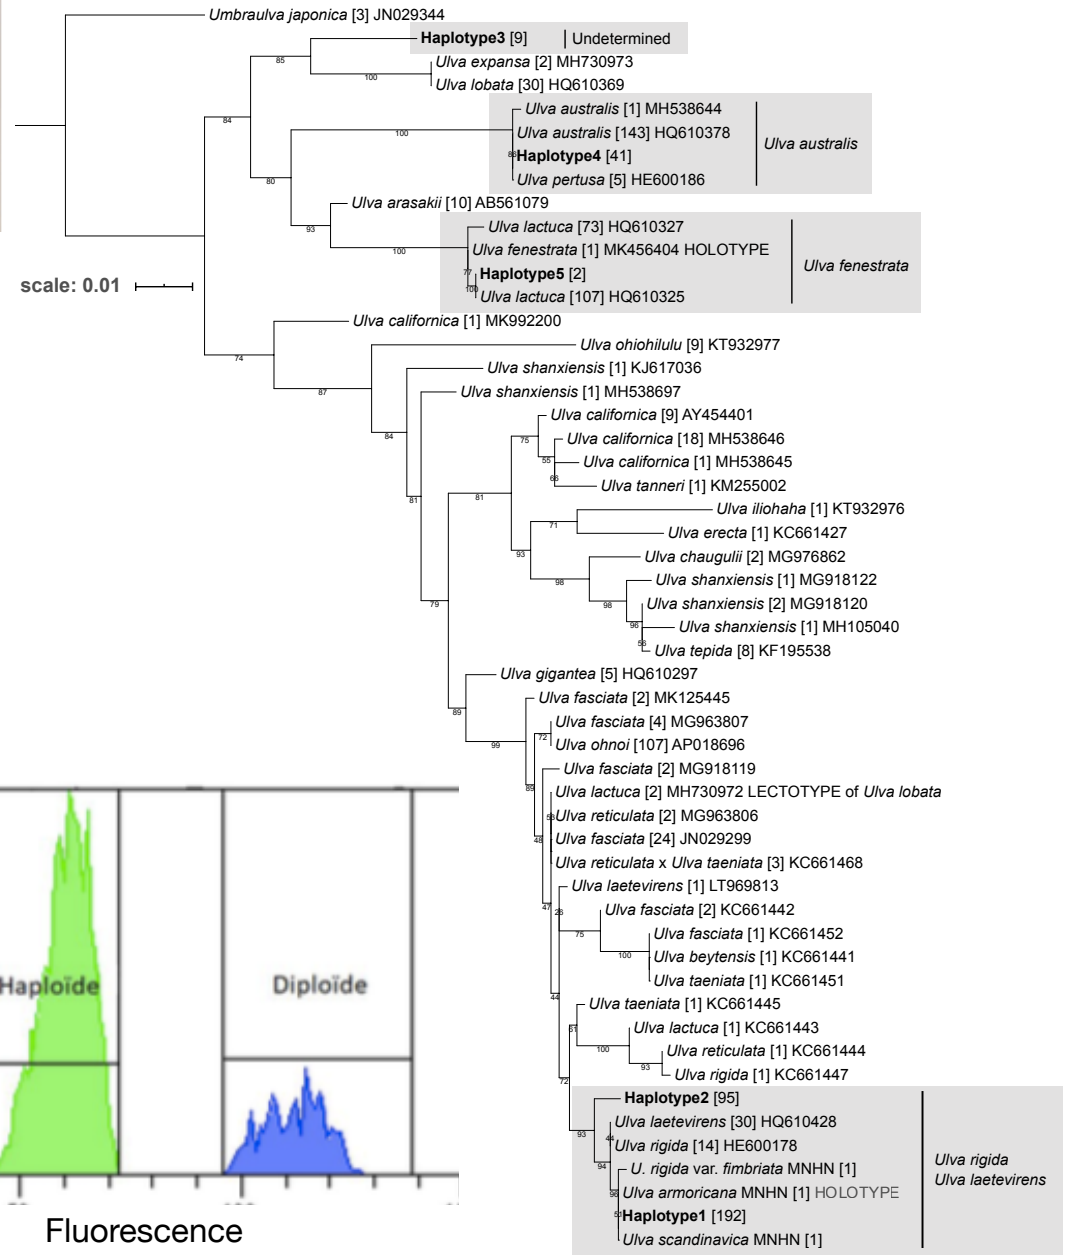 Umbraulva japonica [3] JN029344
Haplotype3 [9] Undetermined
85
Ulva expansa [2] MH730973
100
Ulva lobata [30] HQ610369
Ulva australis [1] MH538644
84
100
Ulva australis [143] HQ610378
Ulva australis
Haplotype4 [41]
Ulva pertusa [5] HE600186
80
Ulva arasakii [10] AB561079
93
Ulva lactuca [73] HQ610327
100
Ulva fenestrata [1] MK456404 HOLOTYPE
Ulva fenestrata
77
Haplotype5 [2]
100
Ulva lactuca [107] HQ610325
scale: 0.01
Ulva californica [1] MK992200
Ulva ohiohilulu [9] KT932977
74
Ulva shanxiensis [1] KJ617036
87
Ulva shanxiensis [1] MH538697
Ulva californica [9] AY454401
84
75
Ulva californica [18] MH538646
55
Ulva californica [1] MH538645
66
Ulva tanneri [1] KM255002
81
81
Ulva iliohaha [1] KT932976
71
Ulva erecta [1] KC661427
93
Ulva chaugulii [2] MG976862
98
Ulva shanxiensis [1] MG918122
79
98
Ulva shanxiensis [2] MG918120
96
Ulva shanxiensis [1] MH105040
56
Ulva tepida [8] KF195538
Ulva gigantea [5] HQ610297
89
Ulva fasciata [2] MK125445
Ulva fasciata [4] MG963807
99
72
Ulva ohnoi [107] AP018696
Ulva fasciata [2] MG918119
89
Ulva lactuca [2] MH730972 LECTOTYPE of Ulva lobata
Ulva reticulata [2] MG963806
48
Ulva fasciata [24] JN029299
Ulva reticulata x Ulva taeniata [3] KC661468
Ulva laetevirens [1] LT969813
47
Ulva fasciata [2] KC661442
75
Ulva fasciata [1] KC661452
100
Ulva beytensis [1] KC661441
Ulva taeniata [1] KC661451
44
Ulva taeniata [1] KC661445
Ulva lactuca [1] KC661443
100
Ulva reticulata [1] KC661444
93
Ulva rigida [1] KC661447
72
Haplotype2 [95]
Ulva laetevirens [30] HQ610428
93
44
Ulva rigida [14] HE600178
Ulva rigida
94
U. rigida var. fimbriata MNHN [1]
Ulva laetevirens
Ulva armoricana MNHN [1] HOLOTYPE
Haplotype1 [192]
Ulva scandinavica MNHN [1]
Haploïde
Diploïde
Fluorescence